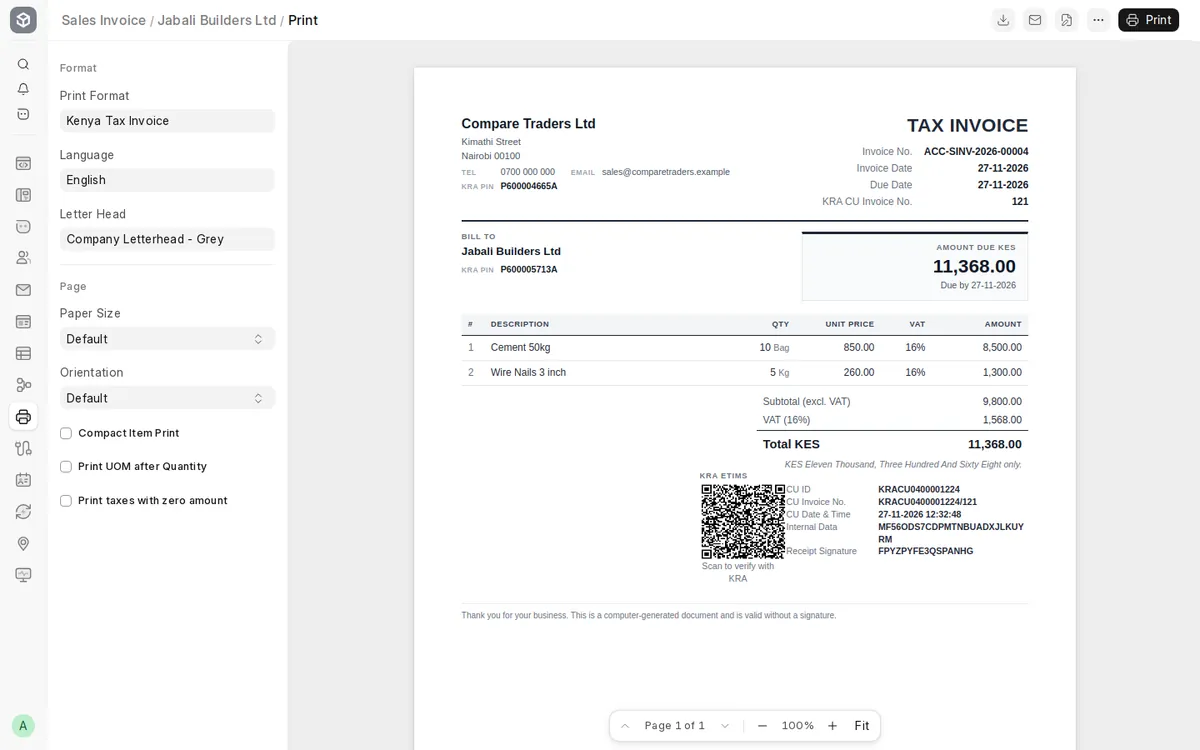 Sales Invoice / Jabali Builders Ltd / Print
Print
Format
Print Format
Kenya Tax Invoice
Language
English
Letter Head
Company Letterhead - Grey
Page
Paper Size
Default
Orientation
Default
Compact Item Print
Print UOM after Quantity
Print taxes with zero amount
A
Compare Traders Ltd
Kimathi Street
Nairobi 00100
TEL 0700 000 000 EMAIL sales@comparetraders.example
KRA PIN P600004665A
TAX INVOICE
Invoice No. ACC-SINV-2026-00004
Invoice Date 27-11-2026
Due Date 27-11-2026
KRA CU Invoice No. 121
BILL TO
Jabali Builders Ltd
KRA PIN P600005713A
AMOUNT DUE KES
11,368.00
Due by 27-11-2026
# DESCRIPTION QTY UNIT PRICE VAT AMOUNT
1 Cement 50kg 10 Bag 850.00 16% 8,500.00
2 Wire Nails 3 inch 5 Kg 260.00 16% 1,300.00
Subtotal (excl. VAT) 9,800.00
VAT (16%) 1,568.00
Total KES 11,368.00
KES Eleven Thousand, Three Hundred And Sixty Eight only.
KRA ETIMS
CU ID KRACU0400001224
CU Invoice No. KRACU0400001224/121
CU Date & Time 27-11-2026 12:32:48
Internal Data MF56ODS7CDPMTNBUADXJLKUY
RM
Receipt Signature FPYZPYFE3QSPANHG
Scan to verify with
KRA
Thank you for your business. This is a computer-generated document and is valid without a signature.
Page 1 of 1 100% Fit